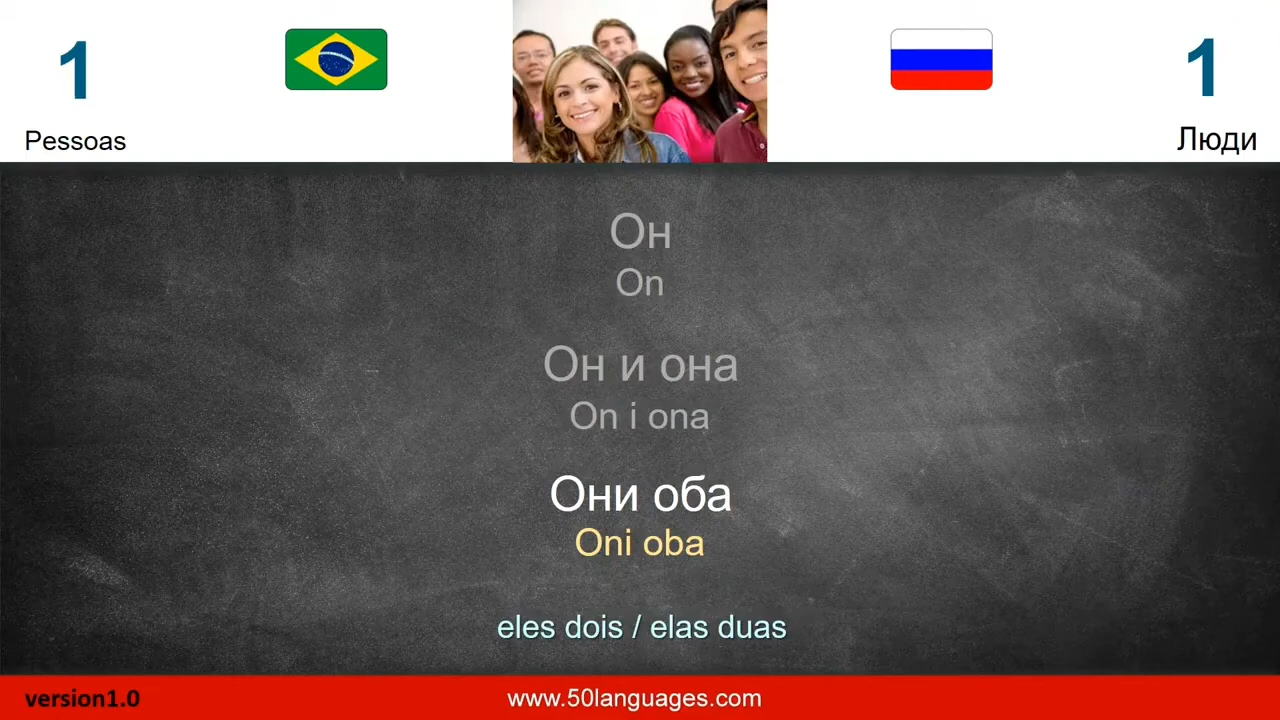 1
1
Pessoas
Люди
Он
On
Он и она
On i ona
Они оба
Oni oba
eles dois / elas duas
version1.0
www.50languages.com